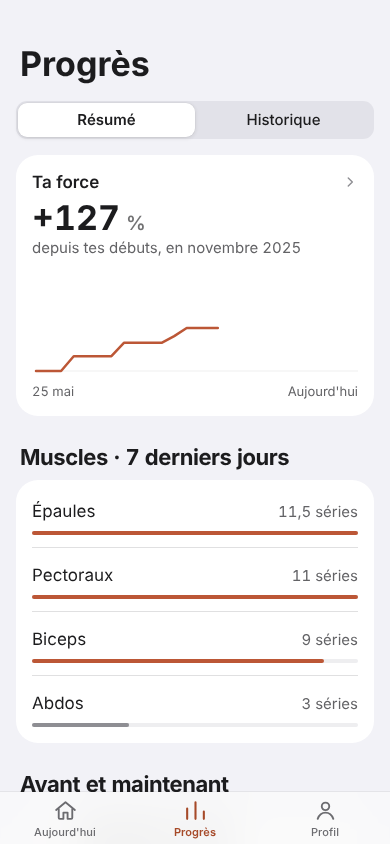 Progrès
Résumé
Historique
Ta force
+127 %
depuis tes débuts, en novembre 2025
25 mai
Aujourd'hui
Muscles · 7 derniers jours
Épaules
11,5 séries
Pectoraux
11 séries
Biceps
9 séries
Abdos
3 séries
Avant et maintenant
Aujourd'hui
Progrès
Profil